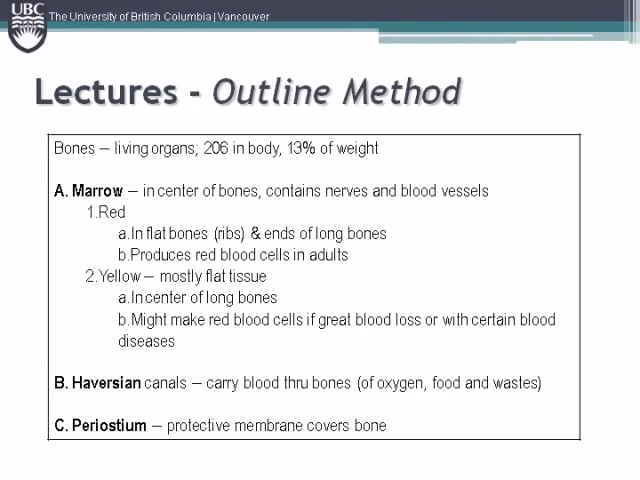 UBC
The University of British Columbia | Vancouver
Lectures - Outline Method
Bones – living organs; 206 in body, 13% of weight
A. Marrow – in center of bones, contains nerves and blood vessels
1.Red
a.In flat bones (ribs) & ends of long bones
b.Produces red blood cells in adults
2.Yellow – mostly flat tissue
a.In center of long bones
b.Might make red blood cells if great blood loss or with certain blood
diseases
B. Haversian canals – carry blood thru bones (of oxygen, food and wastes)
C. Periostium – protective membrane covers bone